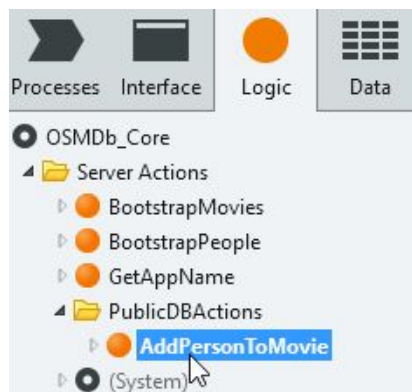 Processes Interface Logic Data
OSMDb_Core
Server Actions
BootstrapMovies
BootstrapPeople
GetAppName
PublicDBActions
AddPersonToMovie
(System)